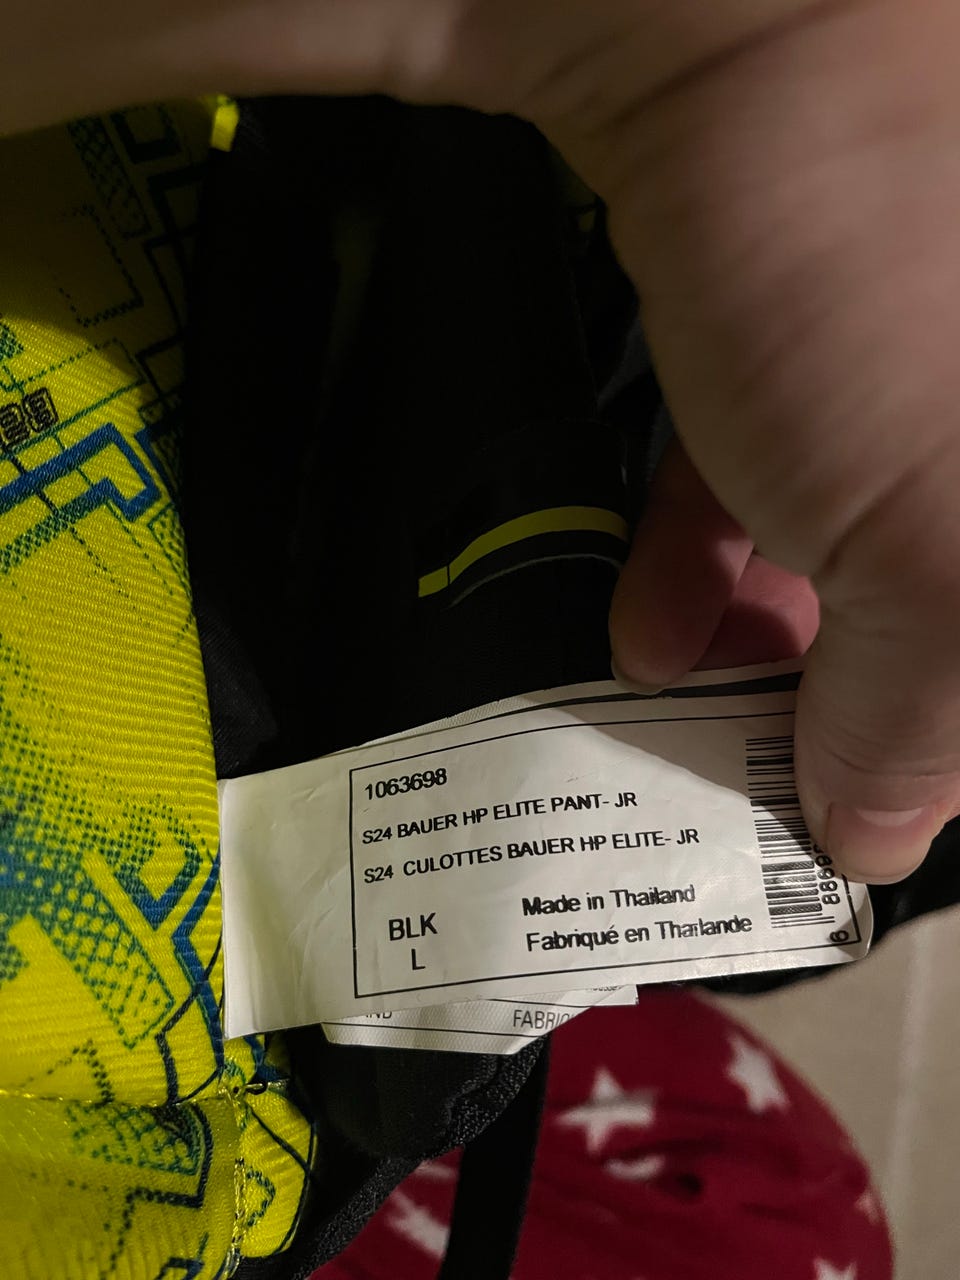 1063698
S24 BAUER HP ELITE PANT- JR
S24 CULOTTES BAUER HP ELITE- JR
BLK
L
Made in Thailand
Fabriqué en Thaïlande